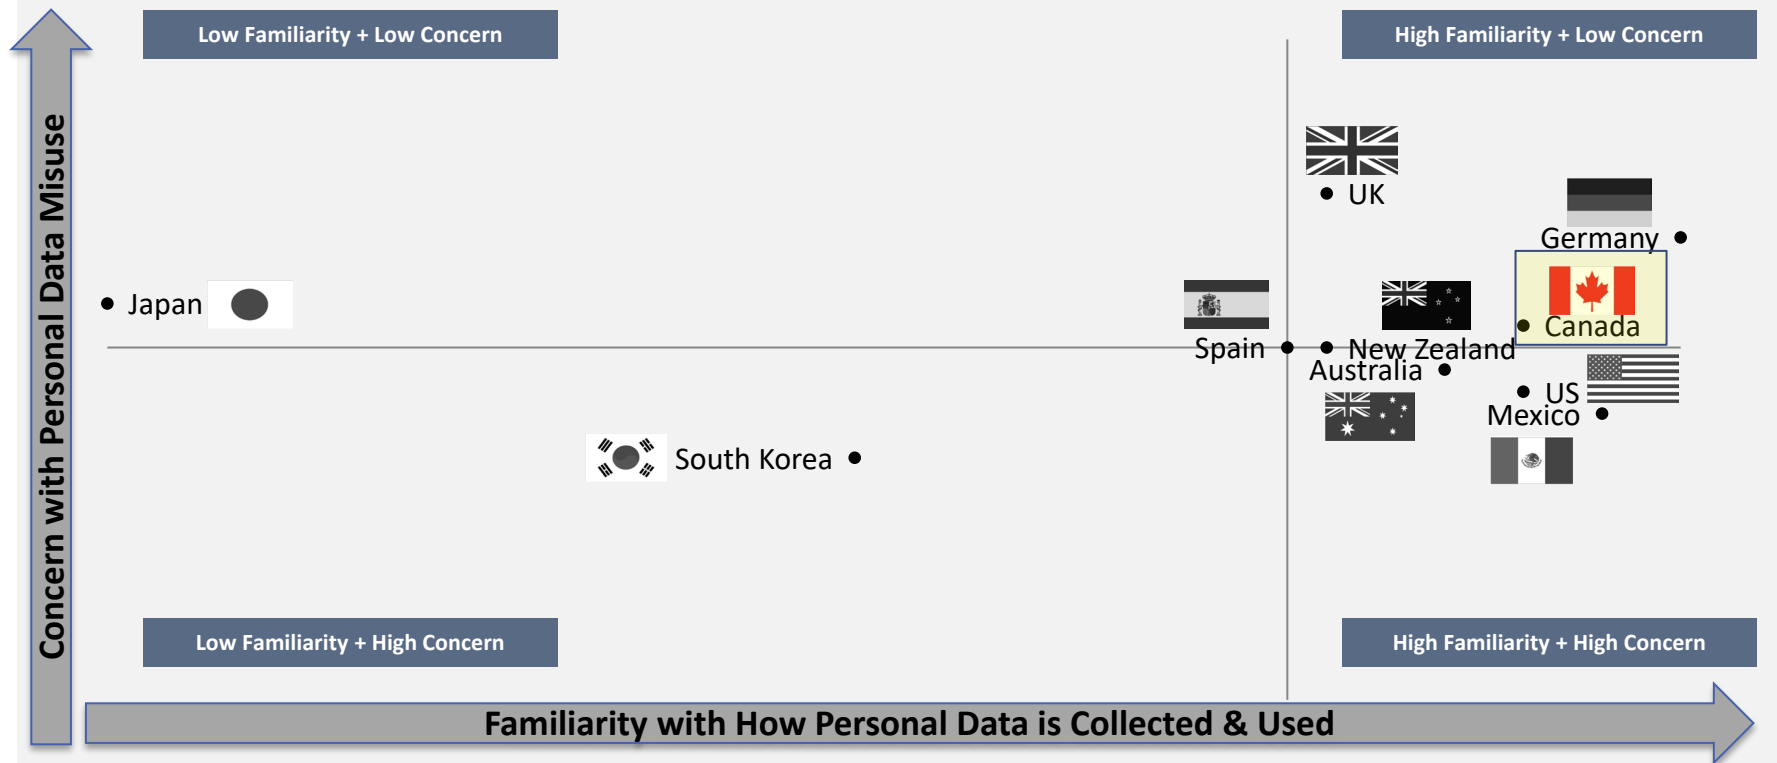 Low Familiarity + Low Concern
High Familiarity + Low Concern
Concern with Personal Data Misuse
UK
Germany
Japan
Canada
Spain
New Zealand
Australia
US
Mexico
South Korea
Low Familiarity + High Concern
High Familiarity + High Concern
Familiarity with How Personal Data is Collected & Used